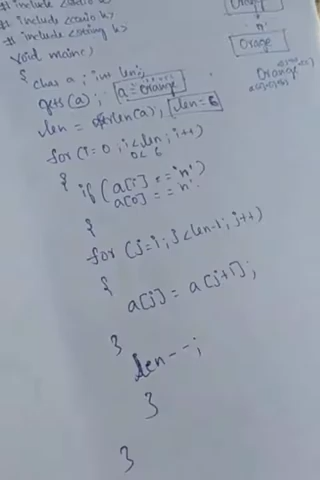 # include <stdio.h>
# include <conio.h>
# include <string.h>
void main()
{ char a; int len;
gets(a); a = orange
len = strlen(a); len=6
for (i=0, i<len; i++)
0< 6
{ if (a[i] == 'n')
a[0] == 'n'
{
for (j=i; j<len-1; j++)
{
a[j] = a[j+1];
}
len--;
}
}
Orange
n
Orage
Orange